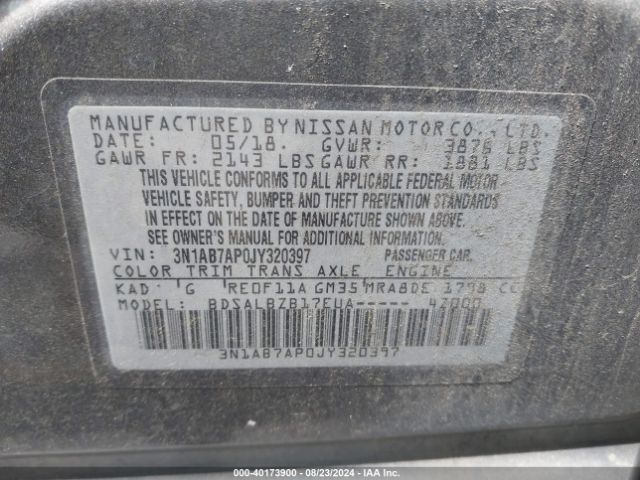 MANUFACTURED BY NISSAN MOTOR CO., LTD.
DATE: 05/18. GVWR: 3876 LBS
GAWR FR: 2143 LBS GAWR RR: 1881 LBS
THIS VEHICLE CONFORMS TO ALL APPLICABLE FEDERAL MOTOR
VEHICLE SAFETY, BUMPER AND THEFT PREVENTION STANDARDS
IN EFFECT ON THE DATE OF MANUFACTURE SHOWN ABOVE.
SEE OWNER'S MANUAL FOR ADDITIONAL INFORMATION.
VIN: 3N1AB7AP0JY320397 PASSENGER CAR.
COLOR TRIM TRANS AXLE ENGINE
KAD G RE0F11A GM35 MRA8DE 1798 CC
MODEL: BDSALBZB17EUA----- 42000
3N1AB7AP0JY320397
000-40173900 - 08/23/2024 - IAA Inc.